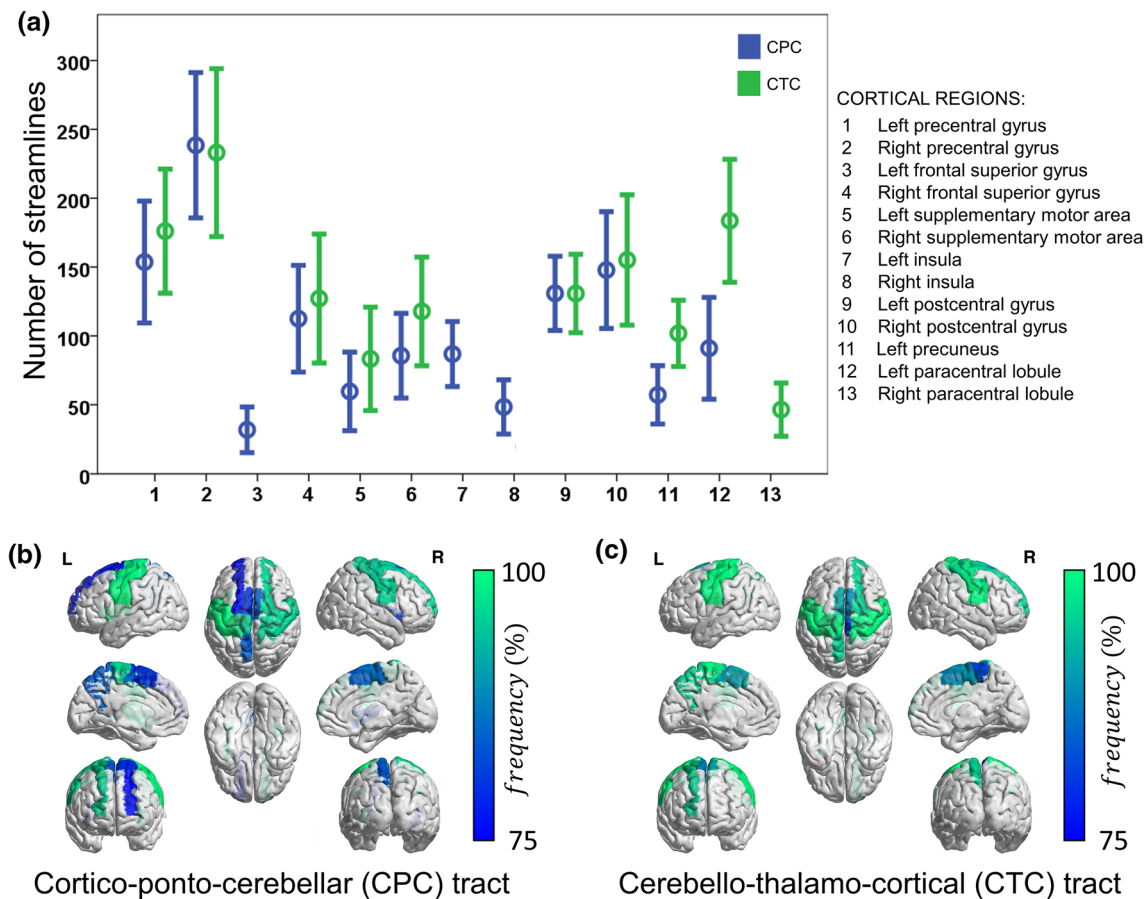 (a)
Number of streamlines
300
250
200
150
100
50
0
1 2 3 4 5 6 7 8 9 10 11 12 13
CPC
CTC
CORTICAL REGIONS:
1 Left precentral gyrus
2 Right precentral gyrus
3 Left frontal superior gyrus
4 Right frontal superior gyrus
5 Left supplementary motor area
6 Right supplementary motor area
7 Left insula
8 Right insula
9 Left postcentral gyrus
10 Right postcentral gyrus
11 Left precuneus
12 Left paracentral lobule
13 Right paracentral lobule
(b)
L
R
100
frequency (%)
75
Cortico-ponto-cerebellar (CPC) tract
(c)
L
R
100
frequency (%)
75
Cerebello-thalamo-cortical (CTC) tract